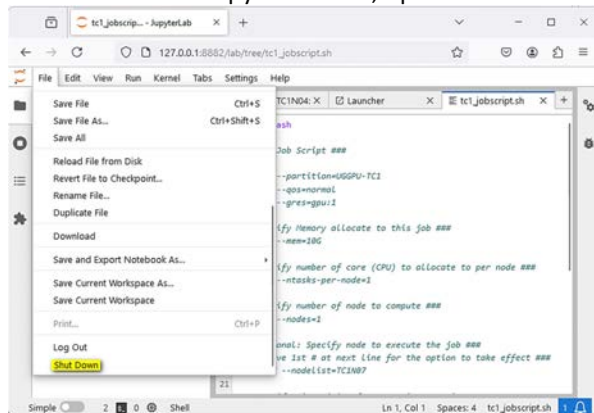 tc1_jobscrip... - JupyterLab
127.0.0.1:8882/lab/tree/tc1_jobscript.sh
File Edit View Run Kernel Tabs Settings Help
TC1N04: Launcher tc1_jobscript.sh
Save File Ctrl+S
Save File As... Ctrl+Shift+S
Save All
Reload File from Disk
Revert File to Checkpoint...
Rename File...
Duplicate File
Download
Save and Export Notebook As...
Save Current Workspace As...
Save Current Workspace
Print... Ctrl+P
Log Out
Shut Down
ash
Job Script ###
--partition=UGGPU-TC1
--qos=normal
--gres=gpu:1
ify Memory allocate to this job ###
--mem=10G
ify number of core (CPU) to allocate to per node ###
--ntasks-per-node=1
ify number of node to compute ###
--nodes=1
onal: Specify node to execute the job ###
ve 1st # at next line for the option to take effect ###
--nodelist=TC1N07
21
Simple 2 0 Shell Ln 1, Col 1 Spaces: 4 tc1_jobscript.sh 1